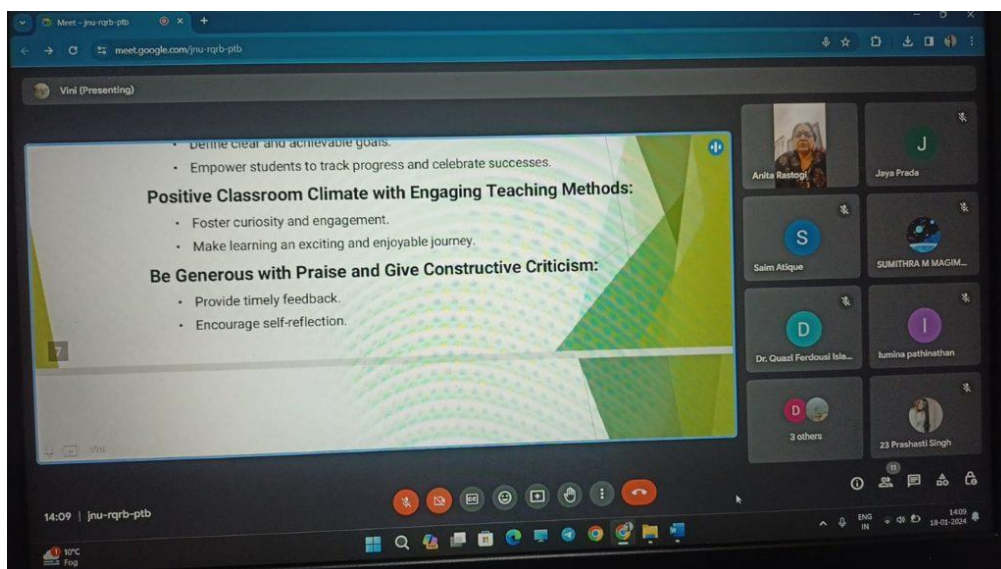 Meet – jnu-rqrb-ptb
meet.google.com/jnu-rqrb-ptb
Vini (Presenting)
• Define clear and achievable goals.
• Empower students to track progress and celebrate successes.
Positive Classroom Climate with Engaging Teaching Methods:
• Foster curiosity and engagement.
• Make learning an exciting and enjoyable journey.
Be Generous with Praise and Give Constructive Criticism:
• Provide timely feedback.
• Encourage self-reflection.
7
Anita Rastogi
J
Jaya Prada
S
Saim Atique
SUMITHRA M MAGIM...
D
Dr. Quazi Ferdousi Isla...
l
lumina pathinathan
D
3 others
23 Prashasti Singh
11
14:09 | jnu-rqrb-ptb
1
10°C
Fog
ENG
IN
14:09
18-01-2024